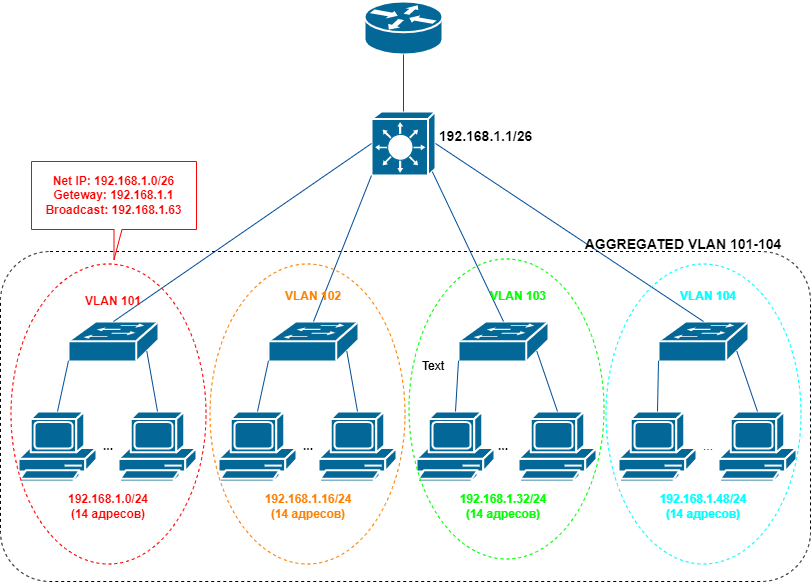 192.168.1.1/26
Net IP: 192.168.1.0/26
Geteway: 192.168.1.1
Broadcast: 192.168.1.63
AGGREGATED VLAN 101-104
VLAN 101
VLAN 102
VLAN 103
VLAN 104
Text
...
...
...
...
192.168.1.0/24
(14 адресов)
192.168.1.16/24
(14 адресов)
192.168.1.32/24
(14 адресов)
192.168.1.48/24
(14 адресов)